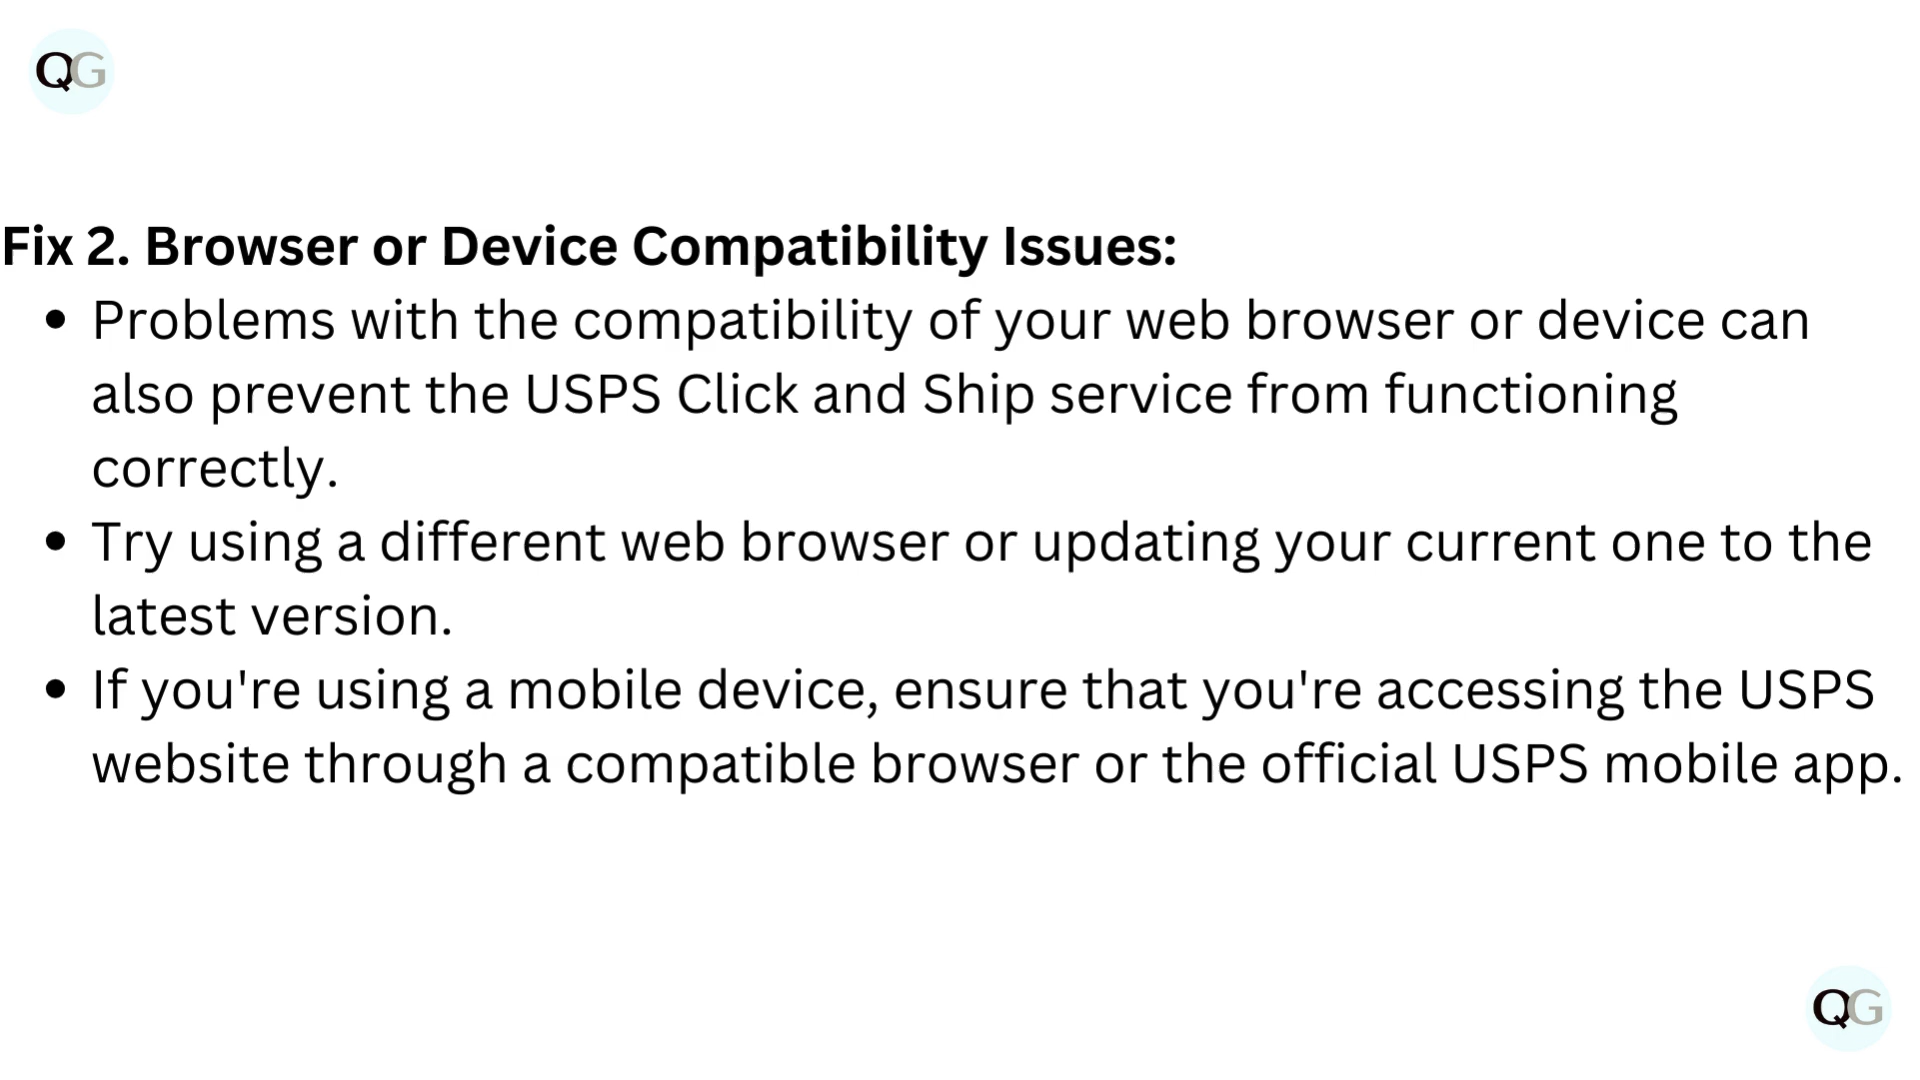 QG
Fix 2. Browser or Device Compatibility Issues:
• Problems with the compatibility of your web browser or device can
also prevent the USPS Click and Ship service from functioning
correctly.
• Try using a different web browser or updating your current one to the
latest version.
• If you're using a mobile device, ensure that you're accessing the USPS
website through a compatible browser or the official USPS mobile app.
QG